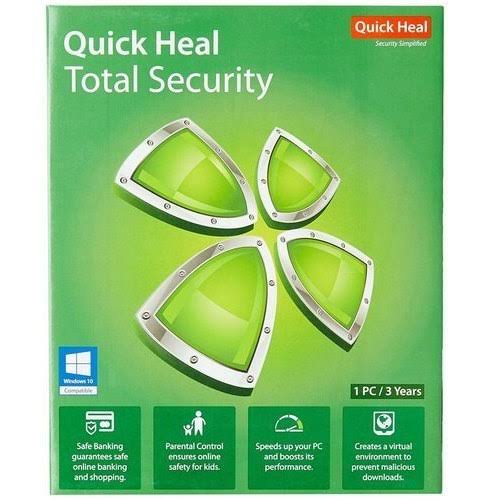 Quick Heal
Total Security
Quick Heal
Security Simplified
Windows 10
Compatible
1 PC / 3 Years
Safe Banking
guarantees safe
online banking
and shopping.
Parental Control
ensures online
safety for kids.
Speeds up your PC
and boosts its
performance.
Creates a virtual
environment to
prevent malicious
downloads.